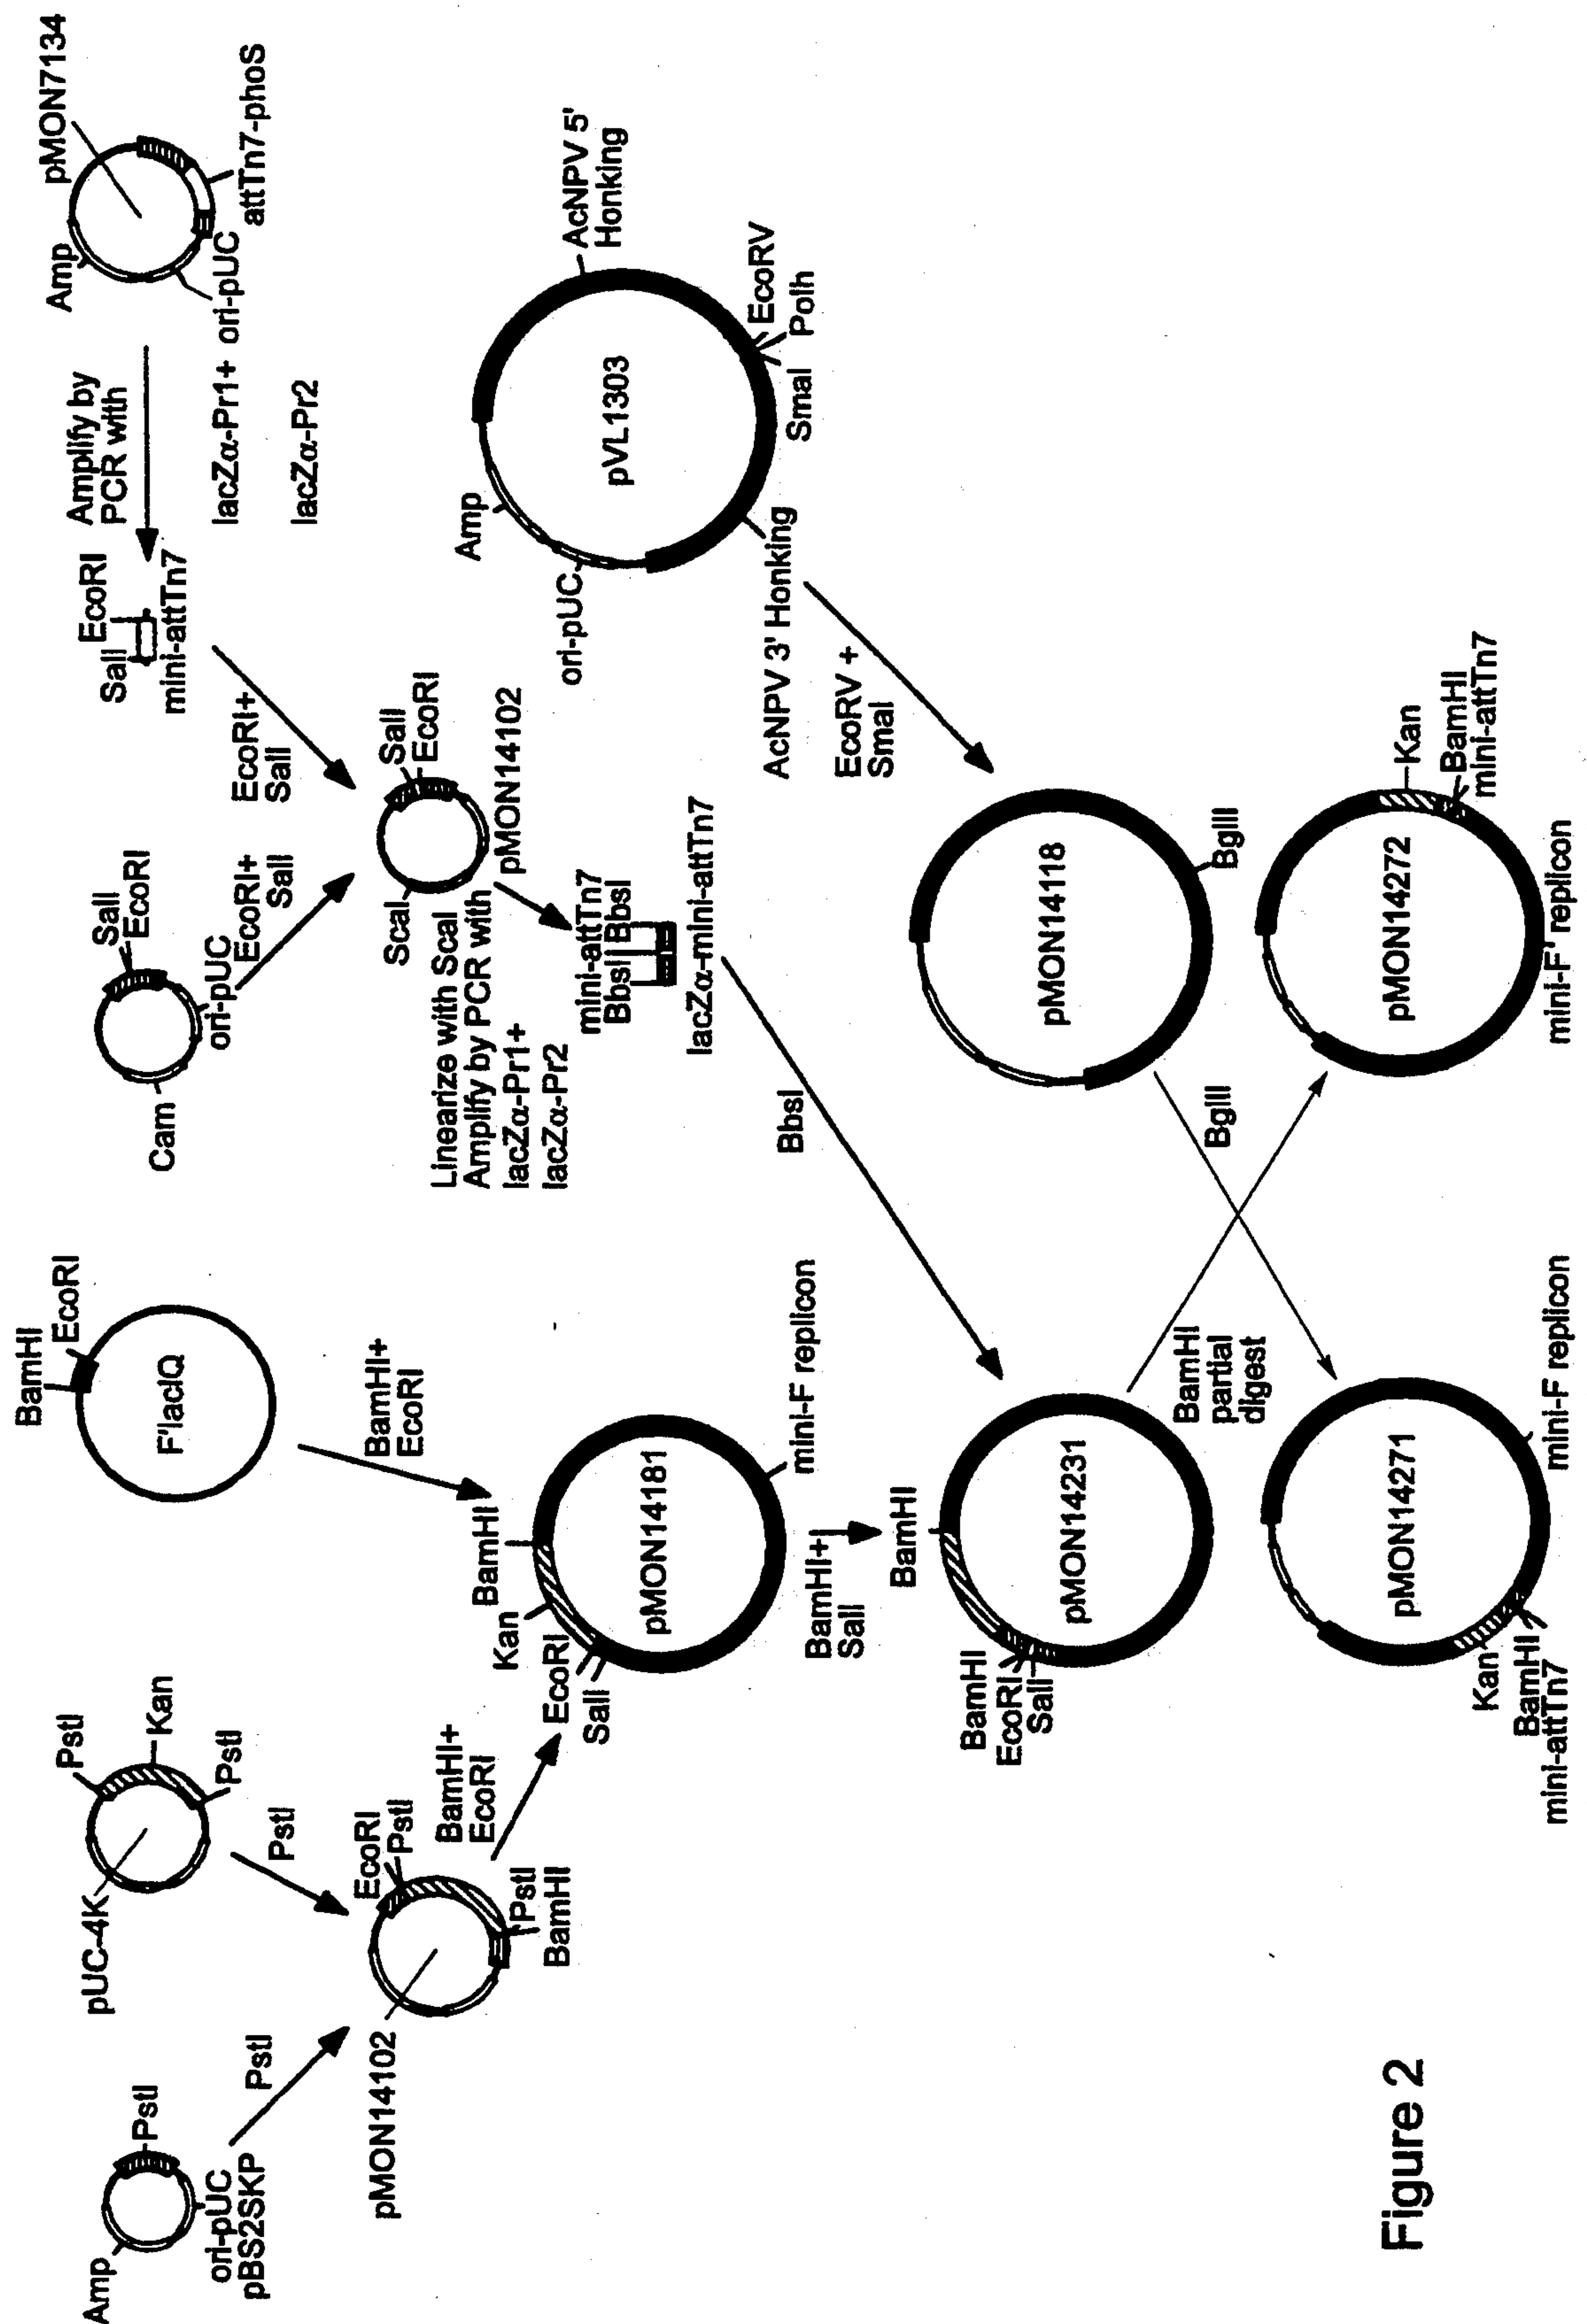 Amp
PstI
ori-pUC
pBS2SKP
PstI
pUC-4K
PstI
Kan
PstI
PstI
pMON14102
EcoRI
PstI
PstI
BamHI
BamHI+
EcoRI
BamHI
EcoRI
F'lacIQ
BamHI+
EcoRI
BamHI
Kan
EcoRI
SalI
pMON14181
mini-F replicon
BamHI+
SalI
BamHI
BamHI
EcoRI
SalI
pMON14231
BamHI
partial
digest
pMON14271
mini-F replicon
Kan
BamHI
mini-attTn7
Cam
SalI
EcoRI
ori-pUC
EcoRI+
SalI
SalI
EcoRI
mini-attTn7
EcoRI+
SalI
Amplify by
PCR with
lacZα-Pr1+
lacZα-Pr2
Amp
pMON7134
ori-pUC
attTn7-phoS
ScaI
SalI
EcoRI
pMON14102
Linearize with ScaI
Amplify by PCR with
lacZα-Pr1+
lacZα-Pr2
mini-attTn7
BbsI
BbsI
lacZα-mini-attTn7
BbsI
Amp
ori-pUC
pVL1303
AcNPV 5'
Honking
EcoRV
Polh
SmaI
AcNPV 3' Honking
EcoRV +
SmaI
pMON14118
BglII
BglII
pMON14272
Kan
BamHI
mini-attTn7
mini-F' replicon
Figure 2